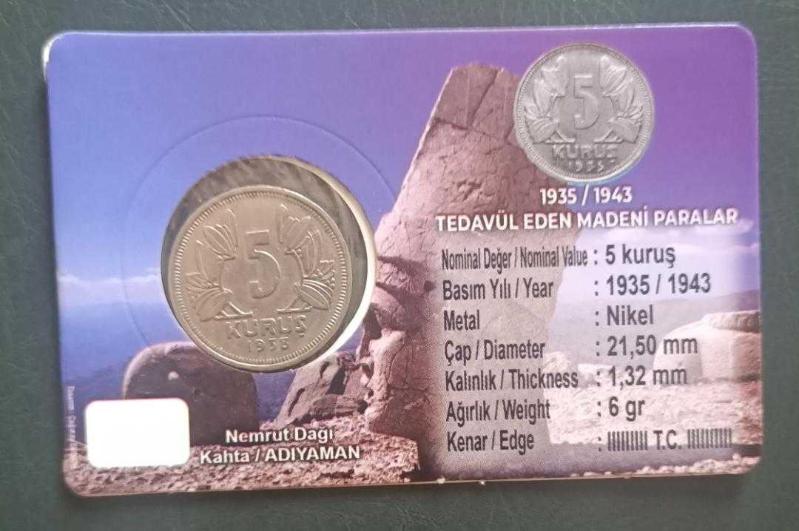 5
KURUŞ
1935
1935 / 1943
TEDAVÜL EDEN MADENİ PARALAR
Nominal Değer / Nominal Value : 5 kuruş
Basım Yılı / Year : 1935 / 1943
Metal : Nikel
Çap / Diameter : 21,50 mm
Kalınlık / Thickness : 1,32 mm
Ağırlık / Weight : 6 gr
Kenar / Edge : ||||||||| T.C. |||||||||
5
KURUŞ
1935
Nemrut Dağı
Kahta / ADIYAMAN